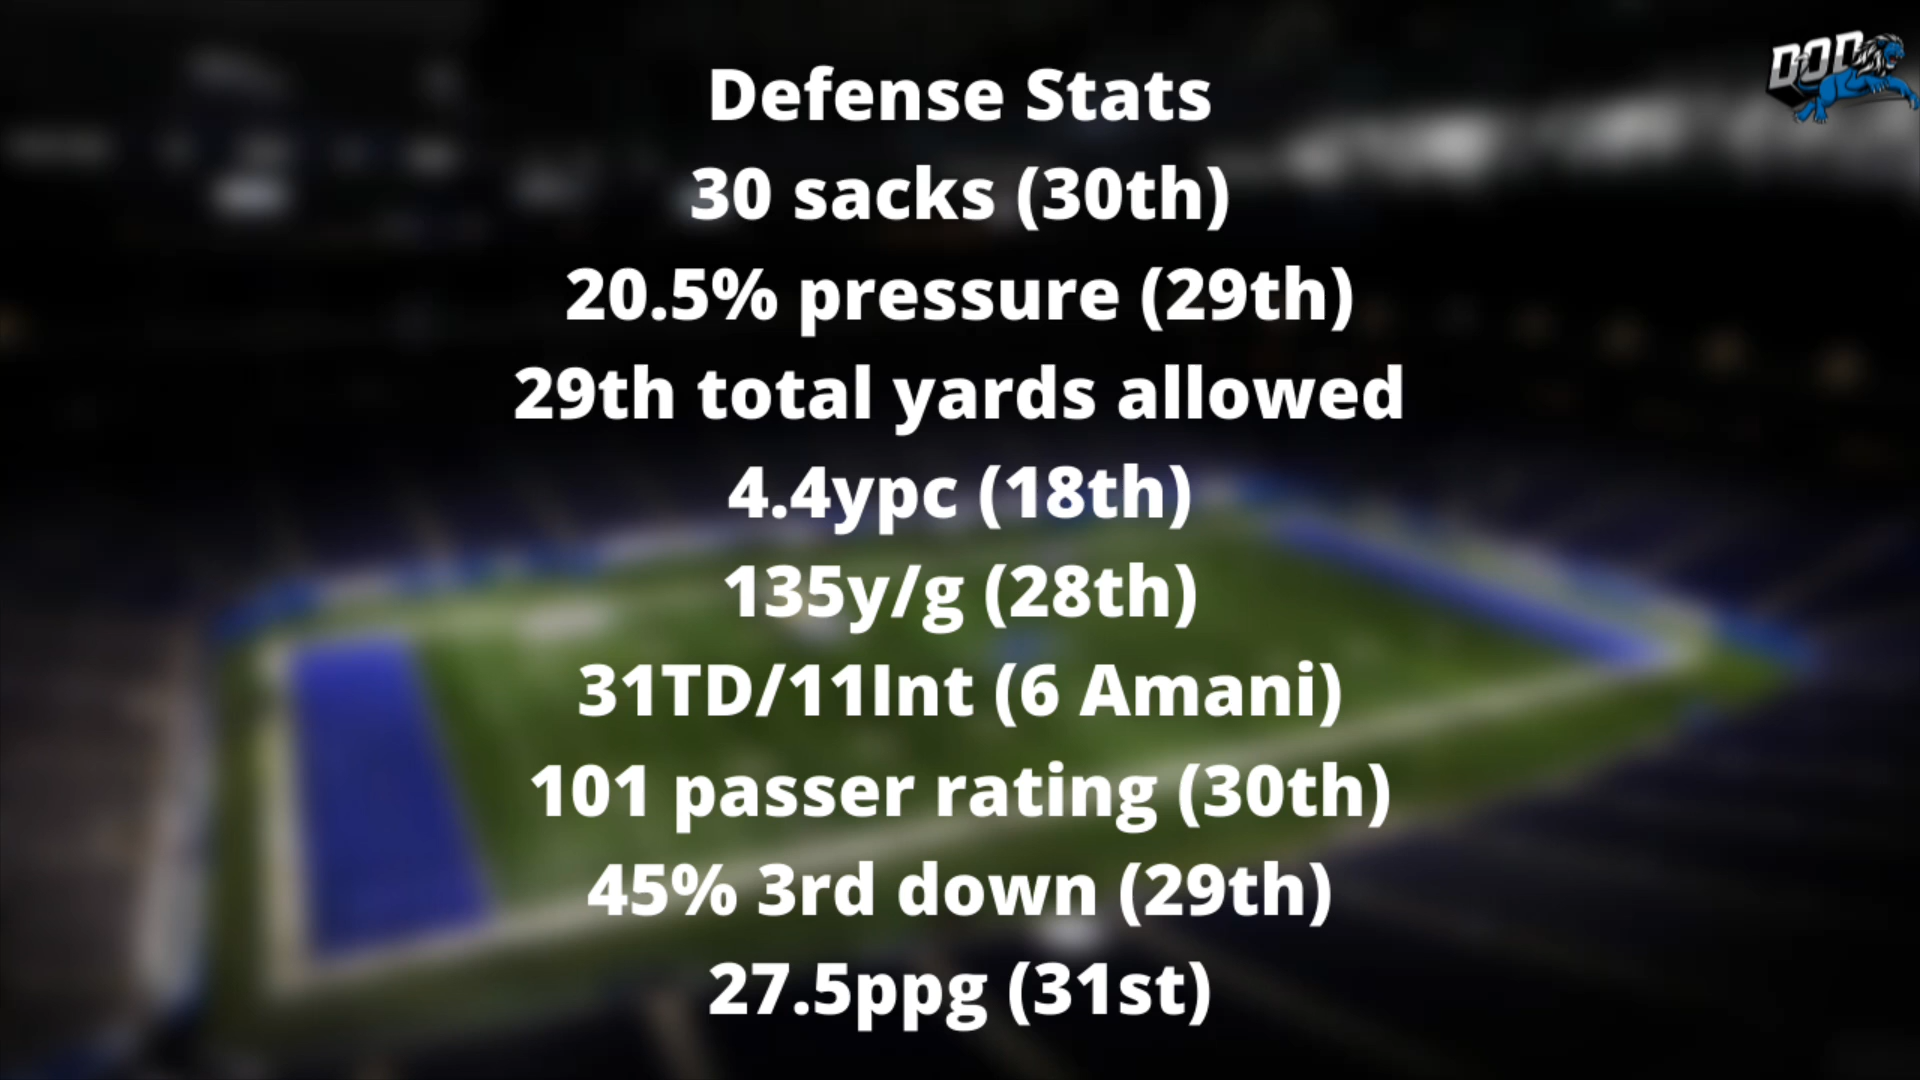 DOD
Defense Stats
30 sacks (30th)
20.5% pressure (29th)
29th total yards allowed
4.4ypc (18th)
135y/g (28th)
31TD/11Int (6 Amani)
101 passer rating (30th)
45% 3rd down (29th)
27.5ppg (31st)